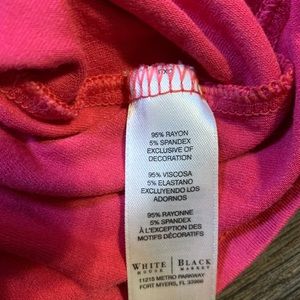 95% RAYON
5% SPANDEX
EXCLUSIVE OF
DECORATION
95% VISCOSA
5% ELASTANO
EXCLUYENDO LOS
ADORNOS
95% RAYONNE
5% SPANDEX
À L'EXCEPTION DES
MOTIFS DÉCORATIFS
WHITE | BLACK
HOUSE | MARKET
11215 METRO PARKWAY
FORT MYERS, FL 33966